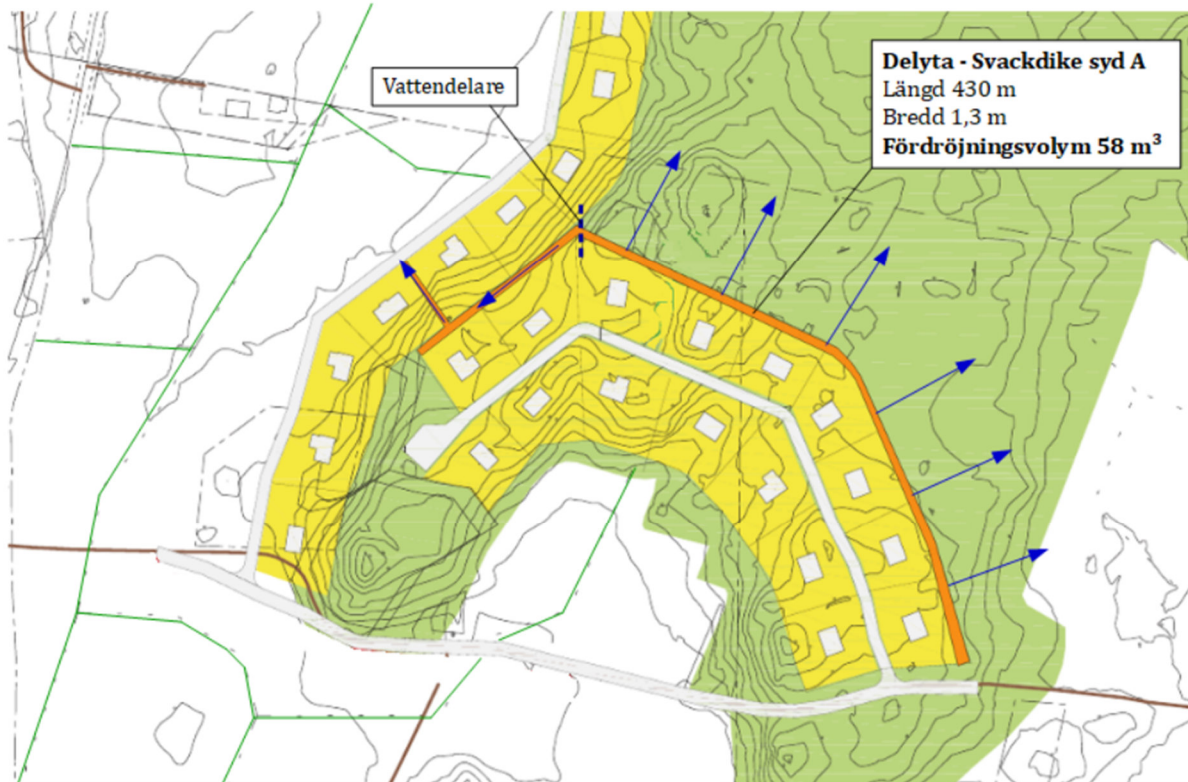 Vattendelare
Delyta - Svackdike syd A
Längd 430 m
Bredd 1,3 m
Fördröjningsvolym 58 m³